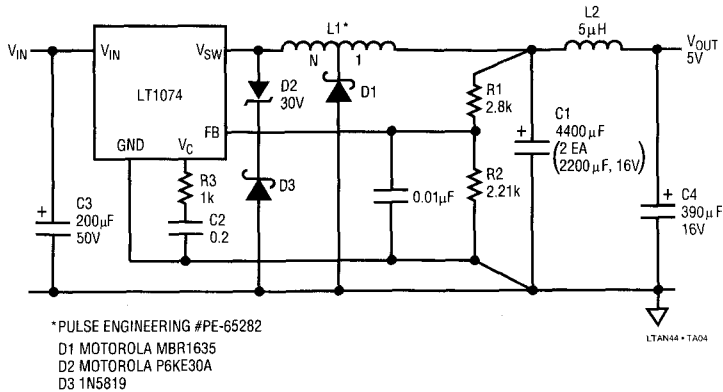 L1*
L2
5μH
VIN
VIN
VSW
VOUT
5V
N
1
D2
30V
D1
R1
2.8k
LT1074
C1
4400μF
(2 EA
2200μF, 16V)
FB
GND
VC
R3
1k
D3
R2
2.21k
C3
200μF
50V
C2
0.2
0.01μF
C4
390μF
16V
+
+
+
*PULSE ENGINEERING #PE-65282
D1 MOTOROLA MBR1635
D2 MOTOROLA P6KE30A
D3 1N5819
LTAN44 • TA04